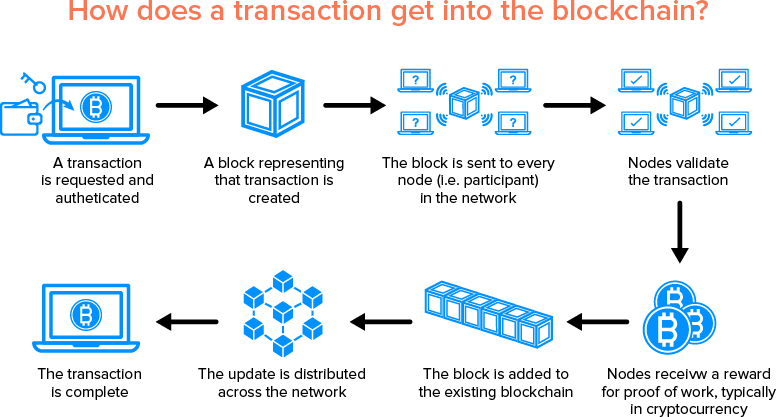 How does a transaction get into the blockchain?
A transaction
is requested and
autheticated
A block representing
that transaction is
created
The block is sent to every
node (i.e. participant)
in the network
Nodes validate
the transaction
Nodes receivw a reward
for proof of work, typically
in cryptocurrency
The block is added to
the existing blockchain
The update is distributed
across the network
The transaction
is complete